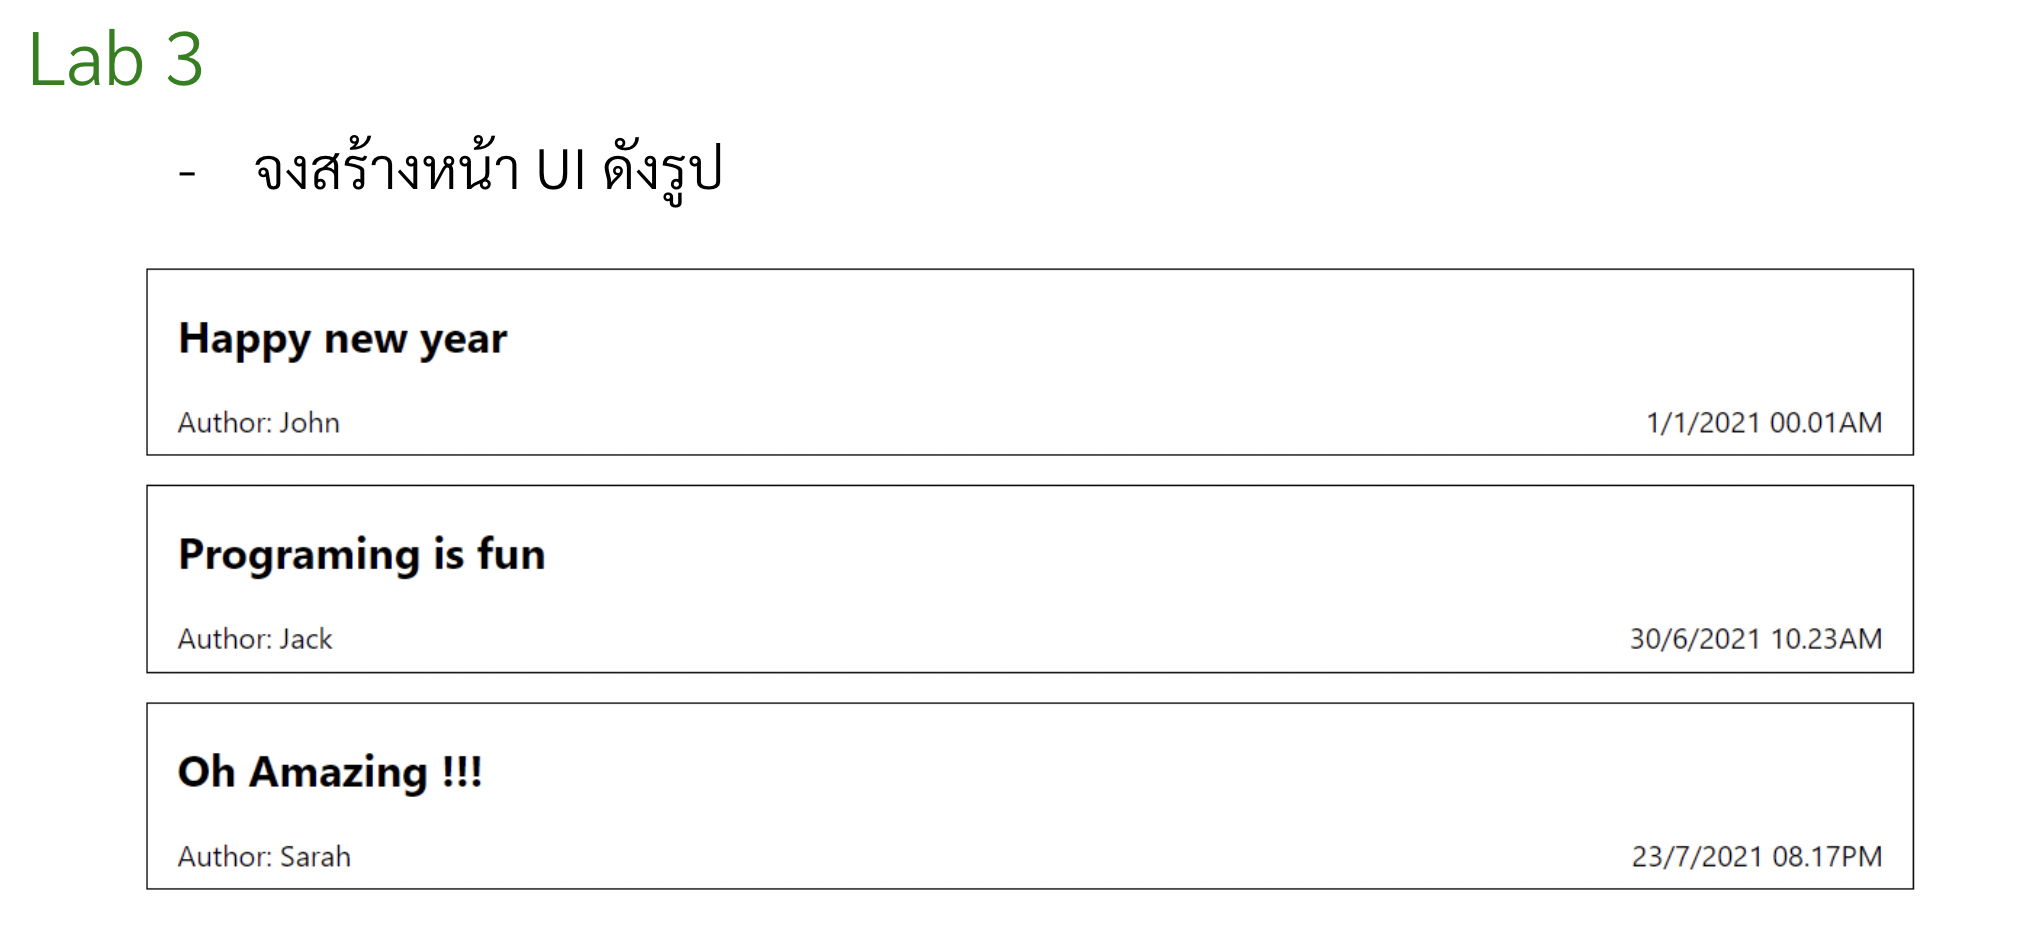 Lab 3
- จงสร้างหน้า UI ดังรูป
Happy new year
Author: John 1/1/2021 00.01AM
Programing is fun
Author: Jack 30/6/2021 10.23AM
Oh Amazing !!!
Author: Sarah 23/7/2021 08.17PM